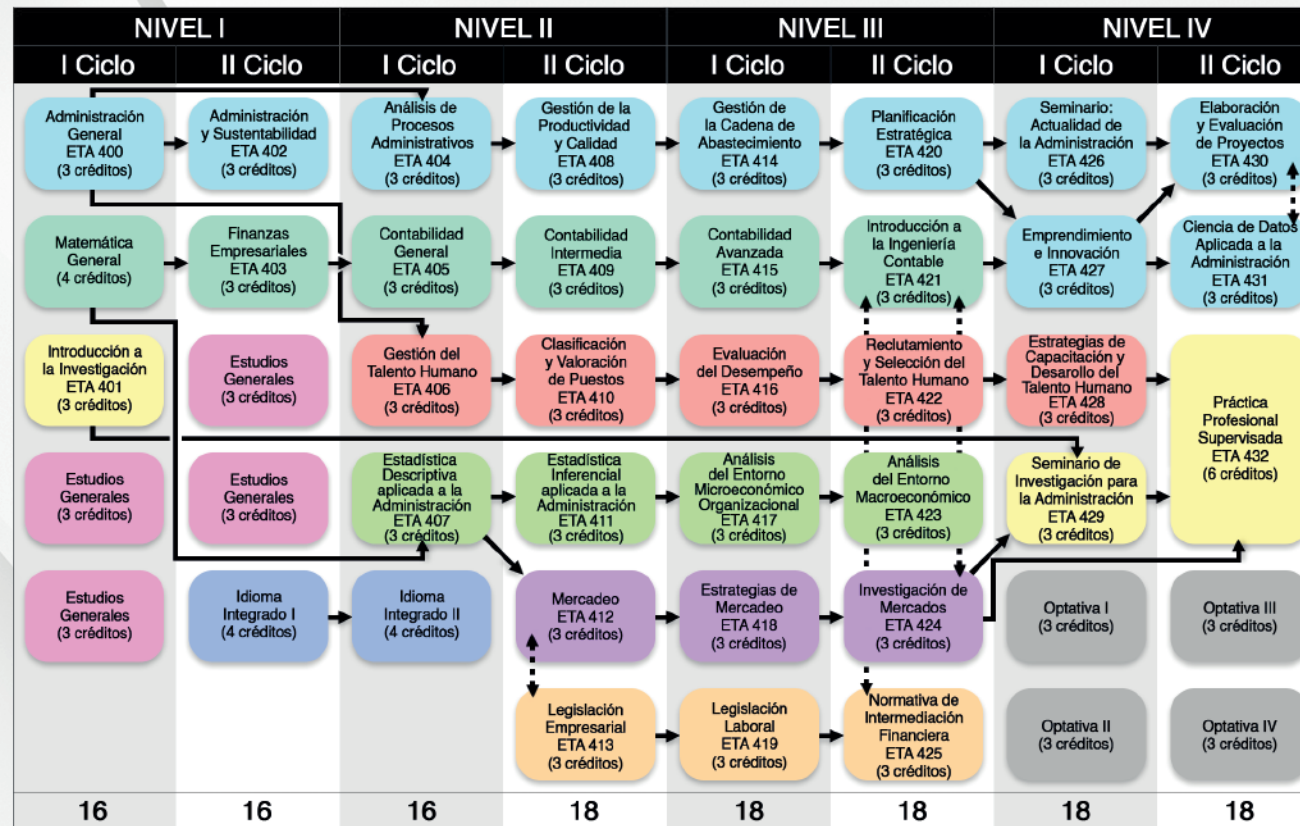 NIVEL I
NIVEL II
NIVEL III
NIVEL IV
I Ciclo
II Ciclo
I Ciclo
II Ciclo
I Ciclo
II Ciclo
I Ciclo
II Ciclo
Administración
General
ETA 400
(3 créditos)
Administración
y Sustentabilidad
ETA 402
(3 créditos)
Análisis de
Procesos
Administrativos
ETA 404
(3 créditos)
Gestión de la
Productividad
y Calidad
ETA 408
(3 créditos)
Gestión de
la Cadena de
Abastecimiento
ETA 414
(3 créditos)
Planificación
Estratégica
ETA 420
(3 créditos)
Seminario:
Actualidad de
la Administración
ETA 426
(3 créditos)
Elaboración
y Evaluación
de Proyectos
ETA 430
(3 créditos)
Matemática
General
(4 créditos)
Finanzas
Empresariales
ETA 403
(3 créditos)
Contabilidad
General
ETA 405
(3 créditos)
Contabilidad
Intermedia
ETA 409
(3 créditos)
Contabilidad
Avanzada
ETA 415
(3 créditos)
Introducción a
la Ingeniería
Contable
ETA 421
(3 créditos)
Emprendimiento
e Innovación
ETA 427
(3 créditos)
Ciencia de Datos
Aplicada a la
Administración
ETA 431
(3 créditos)
Introducción a
la Investigación
ETA 401
(3 créditos)
Estudios
Generales
(3 créditos)
Gestión del
Talento Humano
ETA 406
(3 créditos)
Clasificación
y Valoración
de Puestos
ETA 410
(3 créditos)
Evaluación
del Desempeño
ETA 416
(3 créditos)
Reclutamiento
y Selección del
Talento Humano
ETA 422
(3 créditos)
Estrategias de
Capacitación y
Desarollo del
Talento Humano
ETA 428
(3 créditos)
Práctica
Profesional
Supervisada
ETA 432
(6 créditos)
Estudios
Generales
(3 créditos)
Estudios
Generales
(3 créditos)
Estadística
Descriptiva
aplicada a la
Administración
ETA 407
(3 créditos)
Estadística
Inferencial
aplicada a la
Administración
ETA 411
(3 créditos)
Análisis
del Entorno
Microeconómico
Organizacional
ETA 417
(3 créditos)
Análisis
del Entorno
Macroeconómico
ETA 423
(3 créditos)
Seminario de
Investigación para
la Administración
ETA 429
(3 créditos)
Estudios
Generales
(3 créditos)
Idioma
Integrado I
(4 créditos)
Idioma
Integrado II
(4 créditos)
Mercadeo
ETA 412
(3 créditos)
Estrategias de
Mercadeo
ETA 418
(3 créditos)
Investigación de
Mercados
ETA 424
(3 créditos)
Optativa I
(3 créditos)
Optativa III
(3 créditos)
Legislación
Empresarial
ETA 413
(3 créditos)
Legislación
Laboral
ETA 419
(3 créditos)
Normativa de
Intermediación
Financiera
ETA 425
(3 créditos)
Optativa II
(3 créditos)
Optativa IV
(3 créditos)
16
16
16
18
18
18
18
18